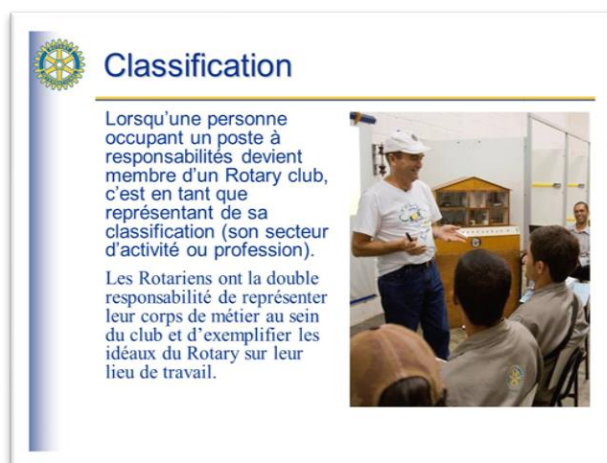 Classification
Lorsqu'une personne
occupant un poste à
responsabilités devient
membre d'un Rotary club,
c'est en tant que
représentant de sa
classification (son secteur
d'activité ou profession).
Les Rotariens ont la double
responsabilité de représenter
leur corps de métier au sein
du club et d'exemplifier les
idéaux du Rotary sur leur
lieu de travail.